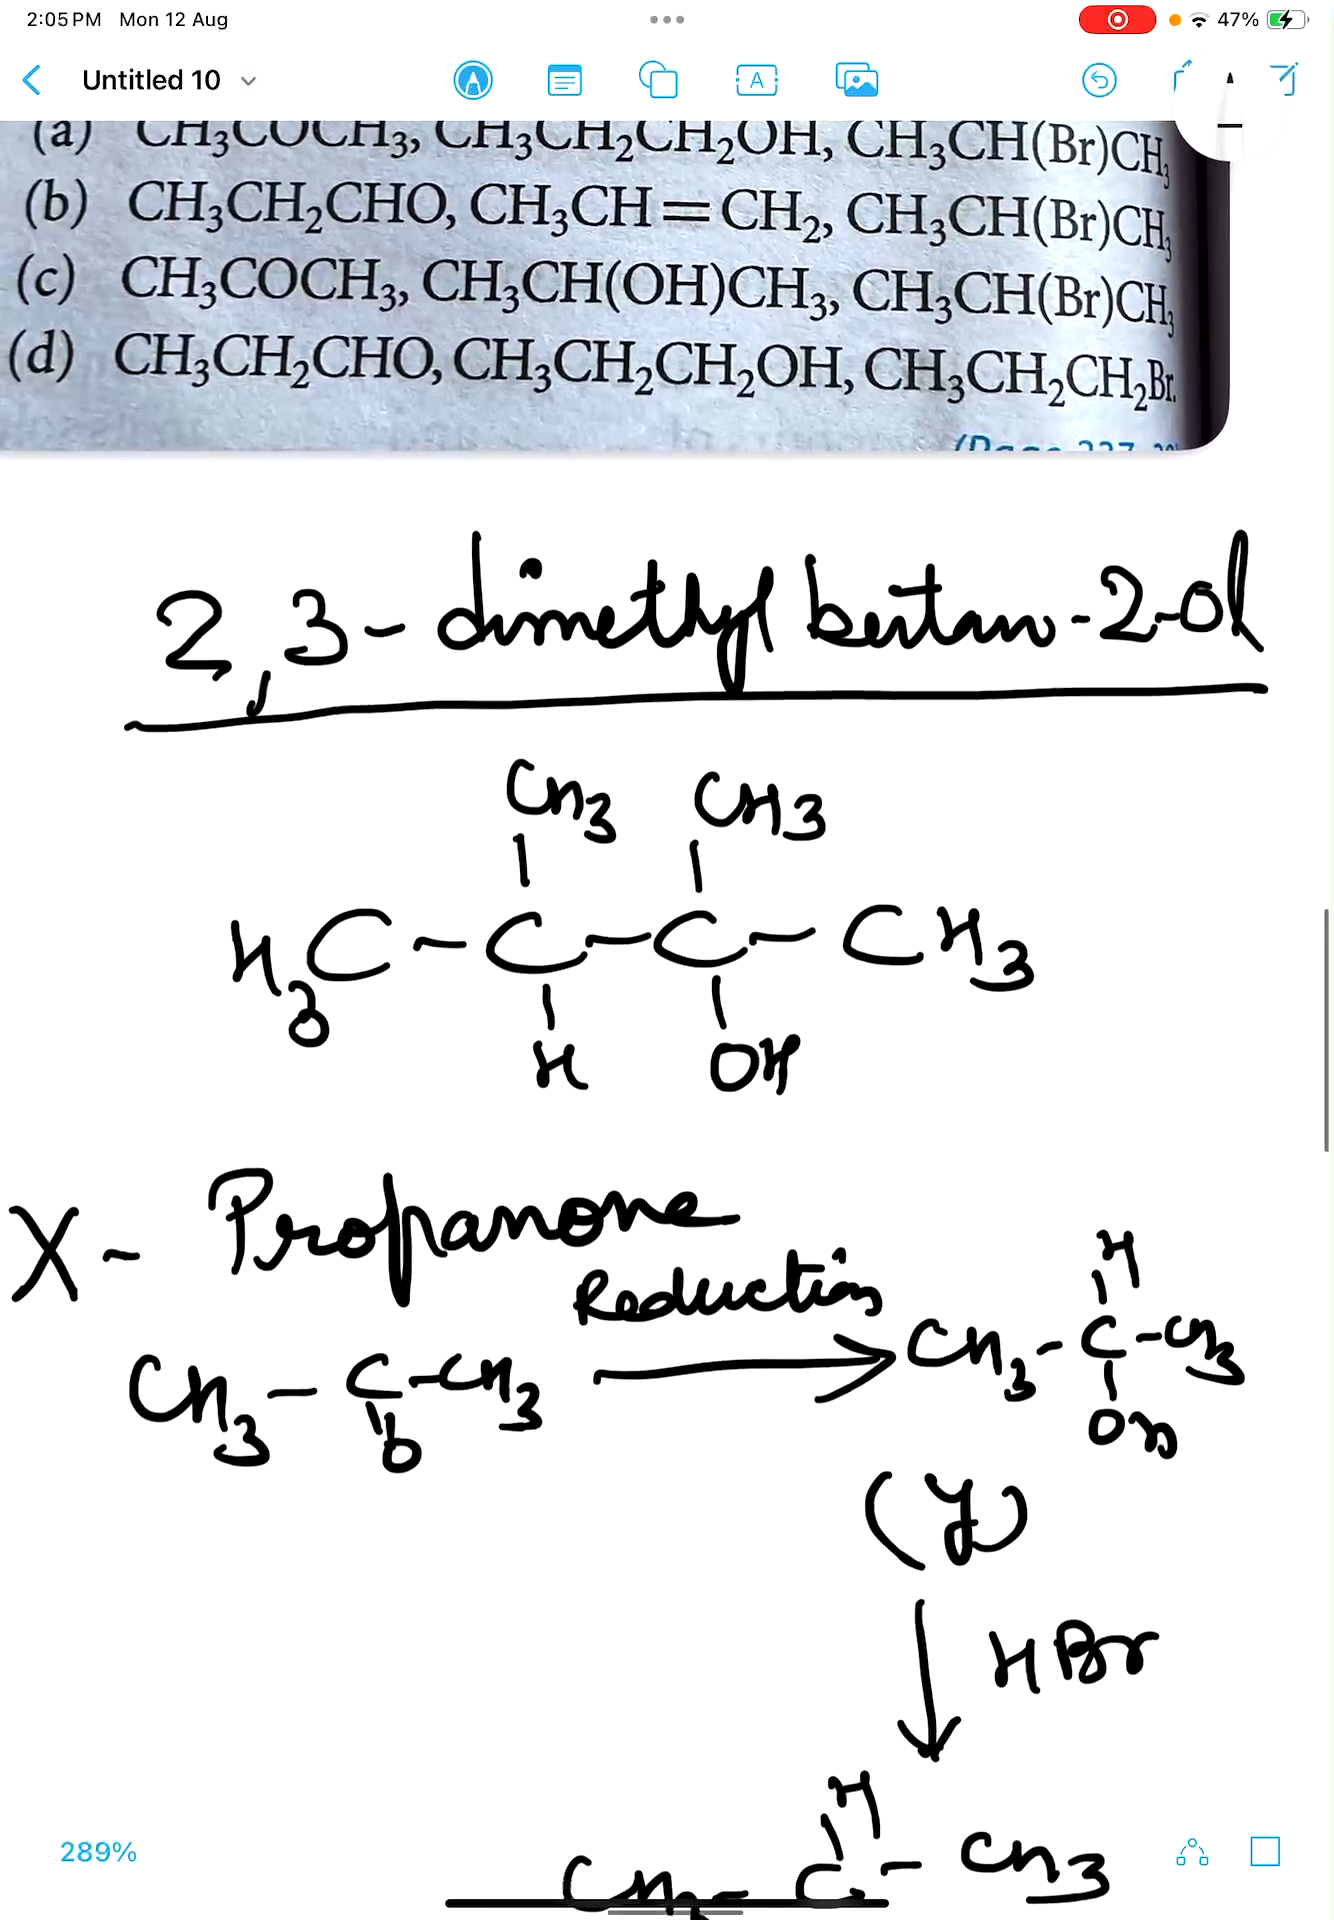 2:05 PM Mon 12 Aug
47%
Untitled 10
A
(a) CH₃COCH₃, CH₃CH₂CH₂OH, CH₃CH(Br)CH₃
(b) CH₃CH₂CHO, CH₃CH=CH₂, CH₃CH(Br)CH₃
(c) CH₃COCH₃, CH₃CH(OH)CH₃, CH₃CH(Br)CH₃
(d) CH₃CH₂CHO, CH₃CH₂CH₂OH, CH₃CH₂CH₂Br.
2,3-dimethyl butan-2-ol
CH₃ CH₃
H₃C-C-C-CH₃
H OH
X- Propanone
Reduction
H
CH₃-C-CH₃
CH₃-C-CH₃
O
OH
(Y)
HBr
H
CH₃-C-CH₃
289%